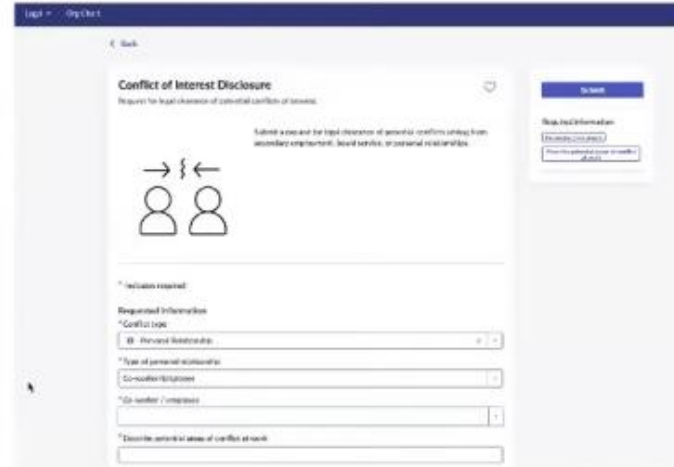 Legal Org Chart
Back
Conflict of Interest Disclosure
Request for legal clearance of potential conflicts of interest.
Submit a request for legal clearance of potential conflicts arising from
secondary employment, board service, or personal relationships.
Submit
Required information
* Indicates required
Requested Information
* Conflict type
Personal Relationship
* Type of personal relationship
Co-worker/Employee
* Co-worker / employee
* Describe potential areas of conflict at work